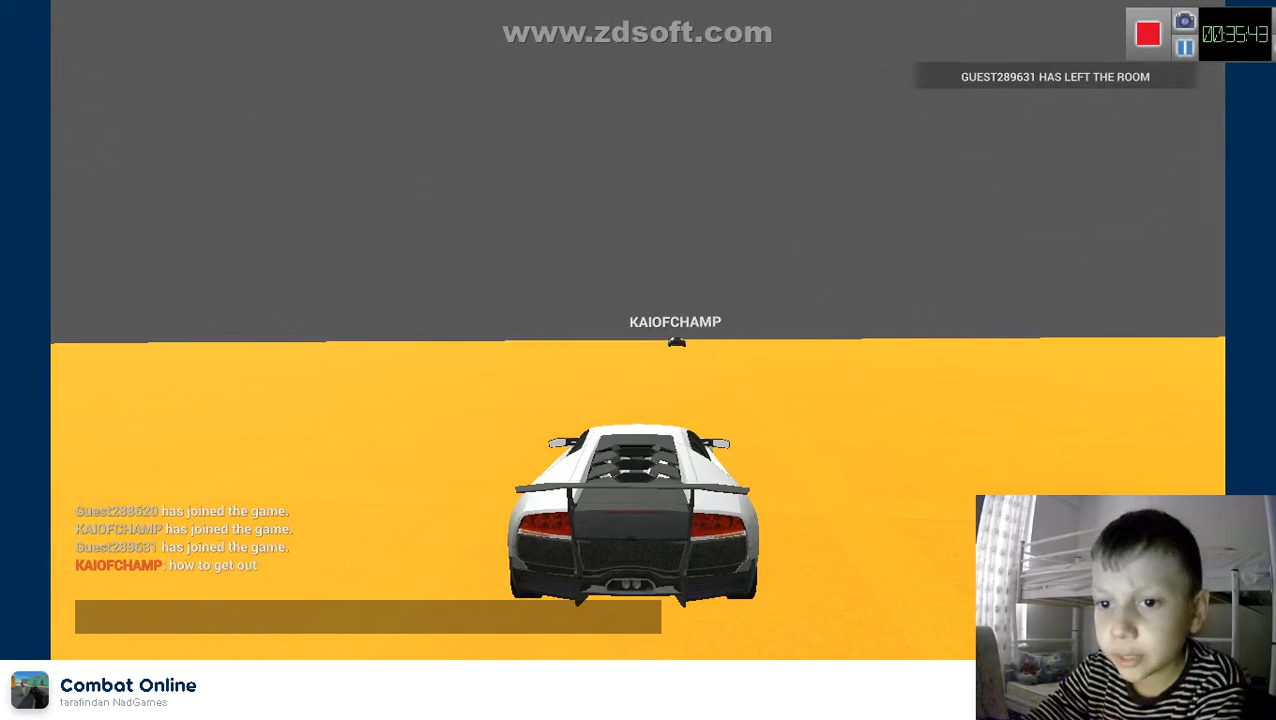 www.zdsoft.com
00:35:43
GUEST289631 HAS LEFT THE ROOM
KAIOFCHAMP
Guest288620 has joined the game.
KAIOFCHAMP has joined the game.
Guest289631 has joined the game.
KAIOFCHAMP: how to get out
Combat Online
tarafından NadGames